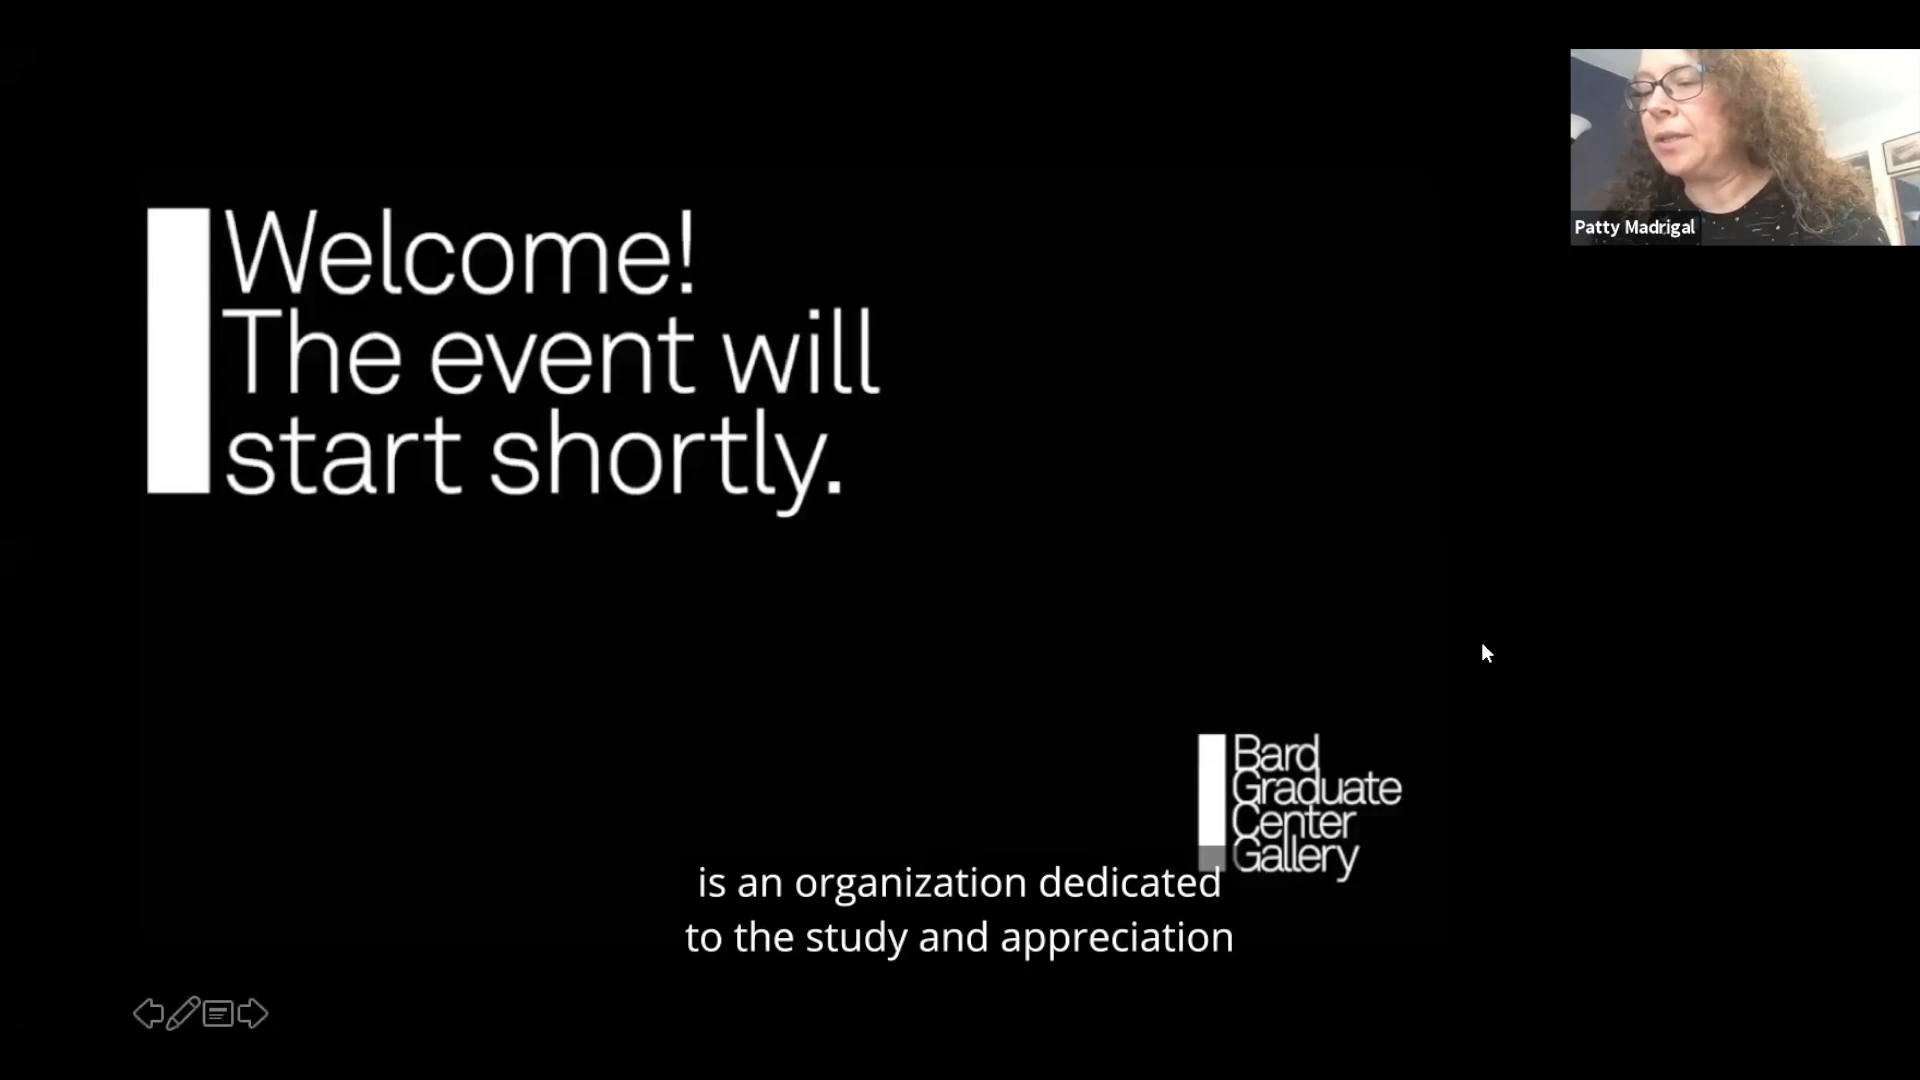 Patty Madrigal
Welcome!
The event will
start shortly.
Bard
Graduate
Center
Gallery
is an organization dedicated
to the study and appreciation